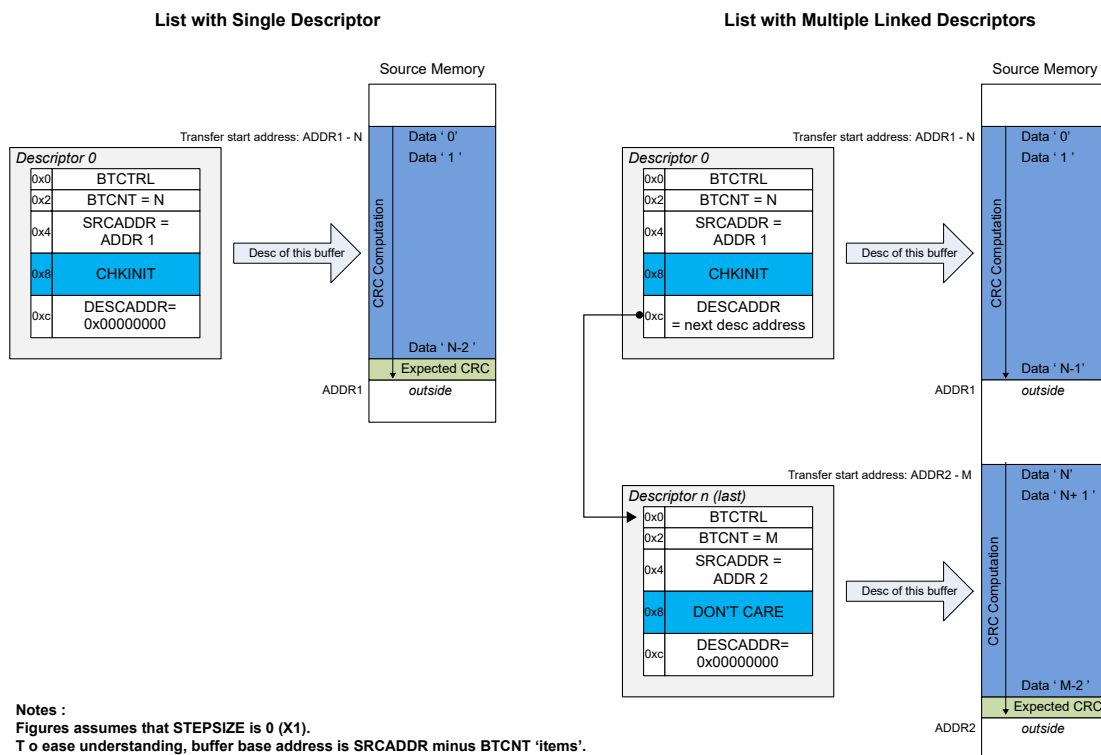 List with Single Descriptor
Source Memory
Transfer start address: ADDR1 - N
Data ‘ 0’
Data ‘ 1 ’
Descriptor 0
0x0 BTCTRL
0x2 BTCNT = N
0x4 SRCADDR =
ADDR 1
0x8 CHKINIT
0xc DESCADDR=
0x00000000
Desc of this buffer
CRC Computation
Data ‘ N-2 ’
Expected CRC
ADDR1
outside
List with Multiple Linked Descriptors
Source Memory
Transfer start address: ADDR1 - N
Data ‘ 0’
Data ‘ 1 ’
Descriptor 0
0x0 BTCTRL
0x2 BTCNT = N
0x4 SRCADDR =
ADDR 1
0x8 CHKINIT
0xc DESCADDR
= next desc address
Desc of this buffer
CRC Computation
Data ‘ N-1’
ADDR1
outside
Transfer start address: ADDR2 - M
Data ‘ N’
Data ‘ N+ 1 ’
Descriptor n (last)
0x0 BTCTRL
0x2 BTCNT = M
0x4 SRCADDR =
ADDR 2
0x8 DON'T CARE
0xc DESCADDR=
0x00000000
Desc of this buffer
CRC Computation
Data ‘ M-2 ’
Expected CRC
ADDR2
outside
Notes :
Figures assumes that STEPSIZE is 0 (X1).
T o ease understanding, buffer base address is SRCADDR minus BTCNT ‘items’.